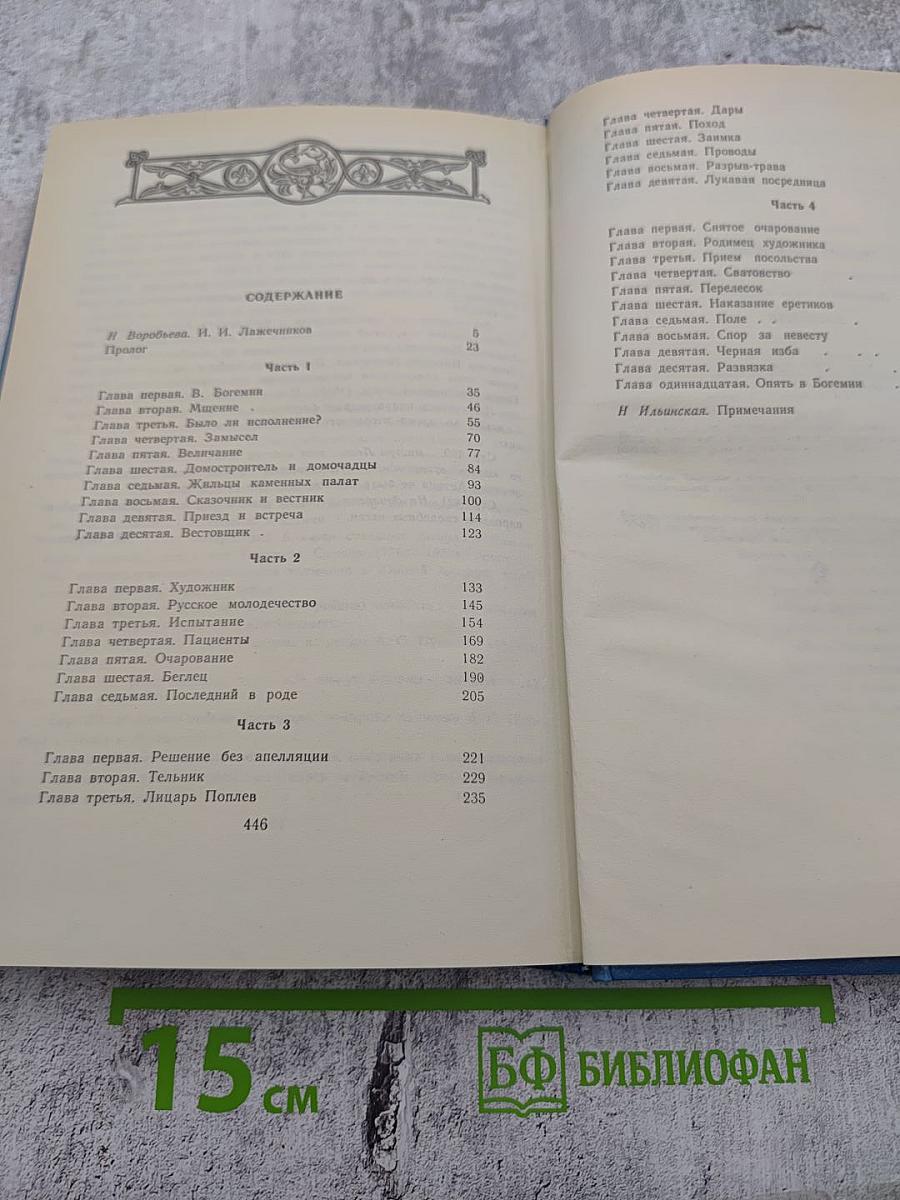 СОДЕРЖАНИЕ
Н Воробьева. И. И. Лажечников 5
Пролог 23
Часть 1
Глава первая. В. Богемии 35
Глава вторая. Мщение . 46
Глава третья. Было ли исполнение? 55
Глава четвертая. Замысел 70
Глава пятая. Величание 77
Глава шестая. Домостроитель и домочадцы 84
Глава седьмая. Жильцы каменных палат 93
Глава восьмая. Сказочник и вестник 100
Глава девятая. Приезд и встреча 114
Глава десятая. Вестовщик . 123
Часть 2
Глава первая. Художник 133
Глава вторая. Русское молодечество 145
Глава третья. Испытание 154
Глава четвертая. Пациенты 169
Глава пятая. Очарование 182
Глава шестая. Беглец 190
Глава седьмая. Последний в роде 205
Часть 3
Глава первая. Решение без апелляции 221
Глава вторая. Тельник 229
Глава третья. Лицарь Поплев 235
446
Глава четвертая. Дары
Глава пятая. Поход
Глава шестая. Заимка
Глава седьмая. Проводы
Глава восьмая. Разрыв-трава
Глава девятая. Лукавая посредница
Часть 4
Глава первая. Снятое очарование
Глава вторая. Родимец художника
Глава третья. Прием посольства
Глава четвертая. Сватовство .
Глава пятая. Перелесок
Глава шестая. Наказание еретиков
Глава седьмая. Поле . . .
Глава восьмая. Спор за невесту
Глава девятая. Черная изба . . .
Глава десятая. Развязка .
Глава одиннадцатая. Опять в Богемии .
Н Ильинская. Примечания
15 см
БФ БИБЛИОФАН